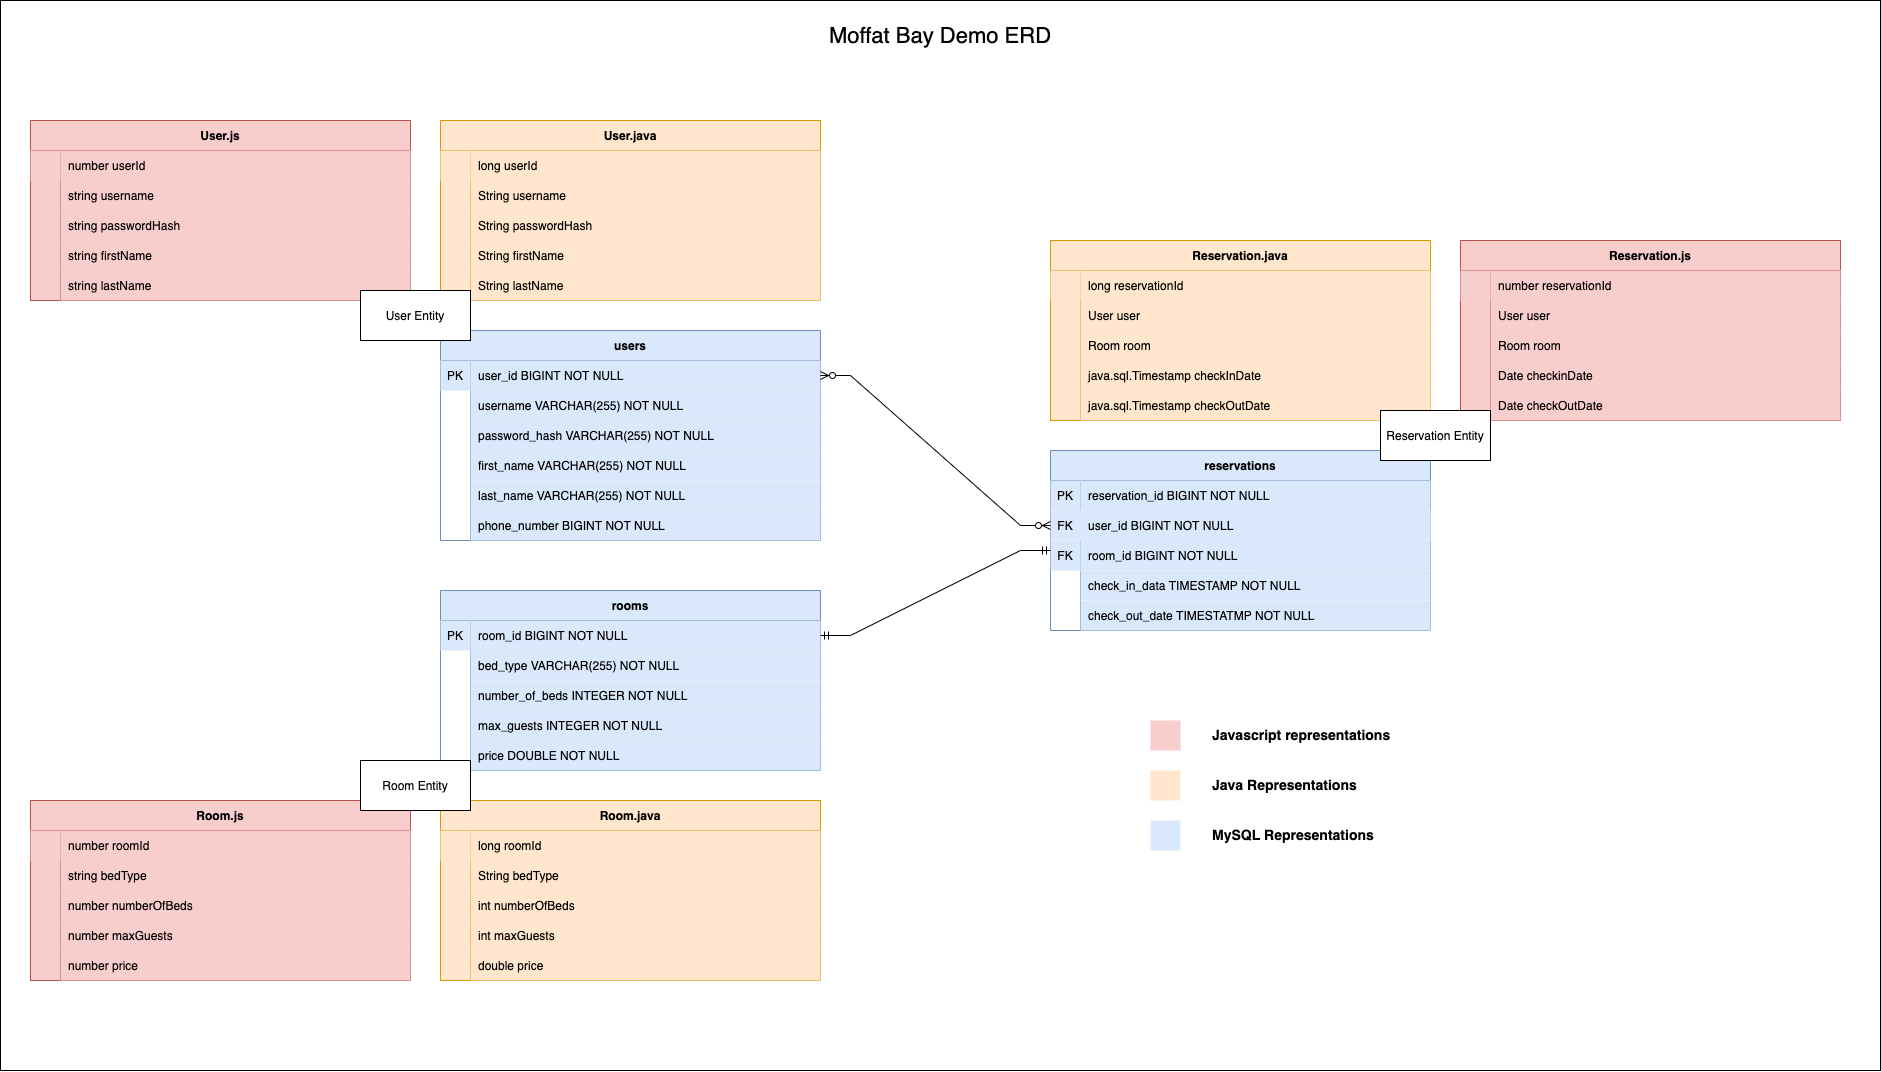 Moffat Bay Demo ERD
User.js
number userId
string username
string passwordHash
string firstName
string lastName
User.java
long userId
String username
String passwordHash
String firstName
String lastName
User Entity
users
PK user_id BIGINT NOT NULL
username VARCHAR(255) NOT NULL
password_hash VARCHAR(255) NOT NULL
first_name VARCHAR(255) NOT NULL
last_name VARCHAR(255) NOT NULL
phone_number BIGINT NOT NULL
Reservation.java
long reservationId
User user
Room room
java.sql.Timestamp checkInDate
java.sql.Timestamp checkOutDate
Reservation.js
number reservationId
User user
Room room
Date checkinDate
Date checkOutDate
Reservation Entity
reservations
PK reservation_id BIGINT NOT NULL
FK user_id BIGINT NOT NULL
FK room_id BIGINT NOT NULL
check_in_data TIMESTAMP NOT NULL
check_out_date TIMESTATMP NOT NULL
rooms
PK room_id BIGINT NOT NULL
bed_type VARCHAR(255) NOT NULL
number_of_beds INTEGER NOT NULL
max_guests INTEGER NOT NULL
price DOUBLE NOT NULL
Room Entity
Room.js
number roomId
string bedType
number numberOfBeds
number maxGuests
number price
Room.java
long roomId
String bedType
int numberOfBeds
int maxGuests
double price
Javascript representations
Java Representations
MySQL Representations